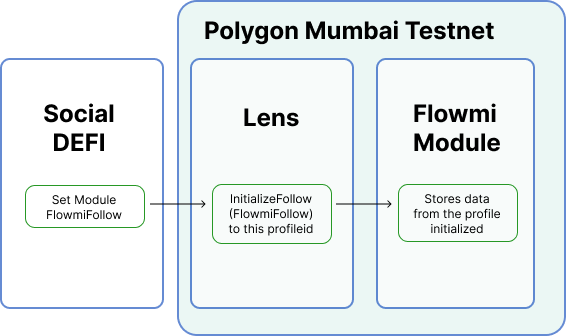 Polygon Mumbai Testnet
Social
DEFI
Lens
Flowmi
Module
Set Module
FlowmiFollow
InitializeFollow
(FlowmiFollow)
to this profileid
Stores data
from the profile
initialized